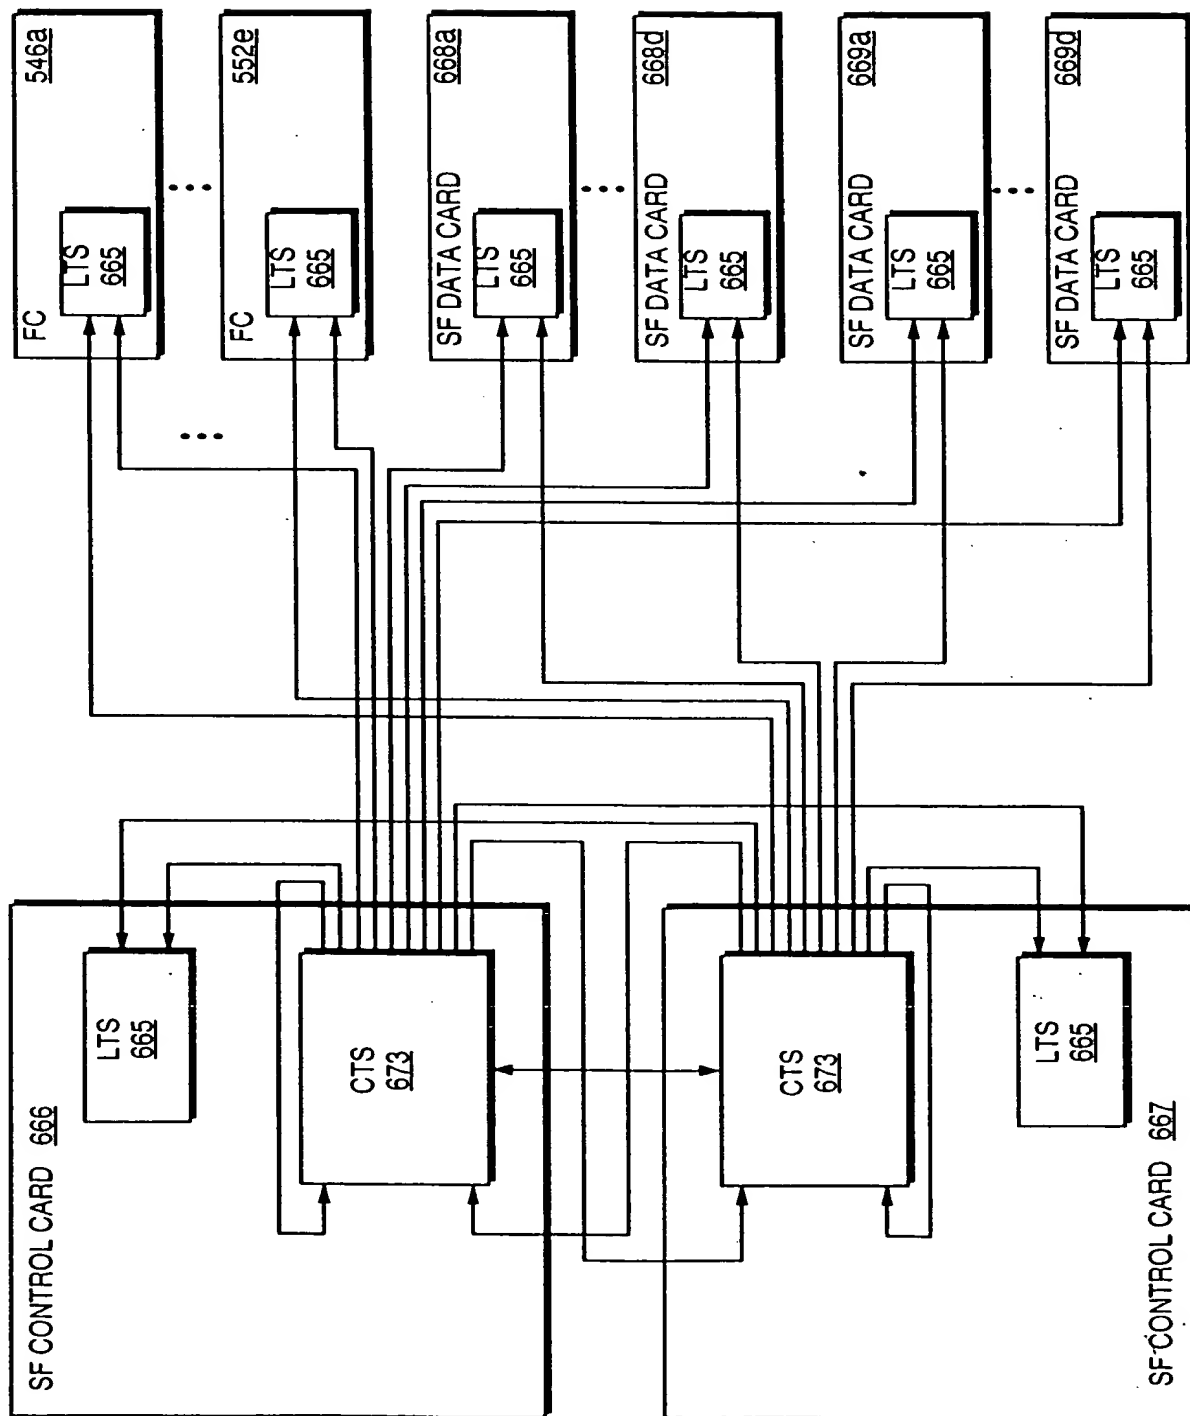 SF CONTROL CARD 666
LTS
665
CTS
673
SF CONTROL CARD 667
CTS
673
LTS
665
FC
546a
LTS
665
FC
552e
LTS
665
SF DATA CARD
668a
LTS
665
SF DATA CARD
668d
LTS
665
SF DATA CARD
669a
LTS
665
SF DATA CARD
669d
LTS
665